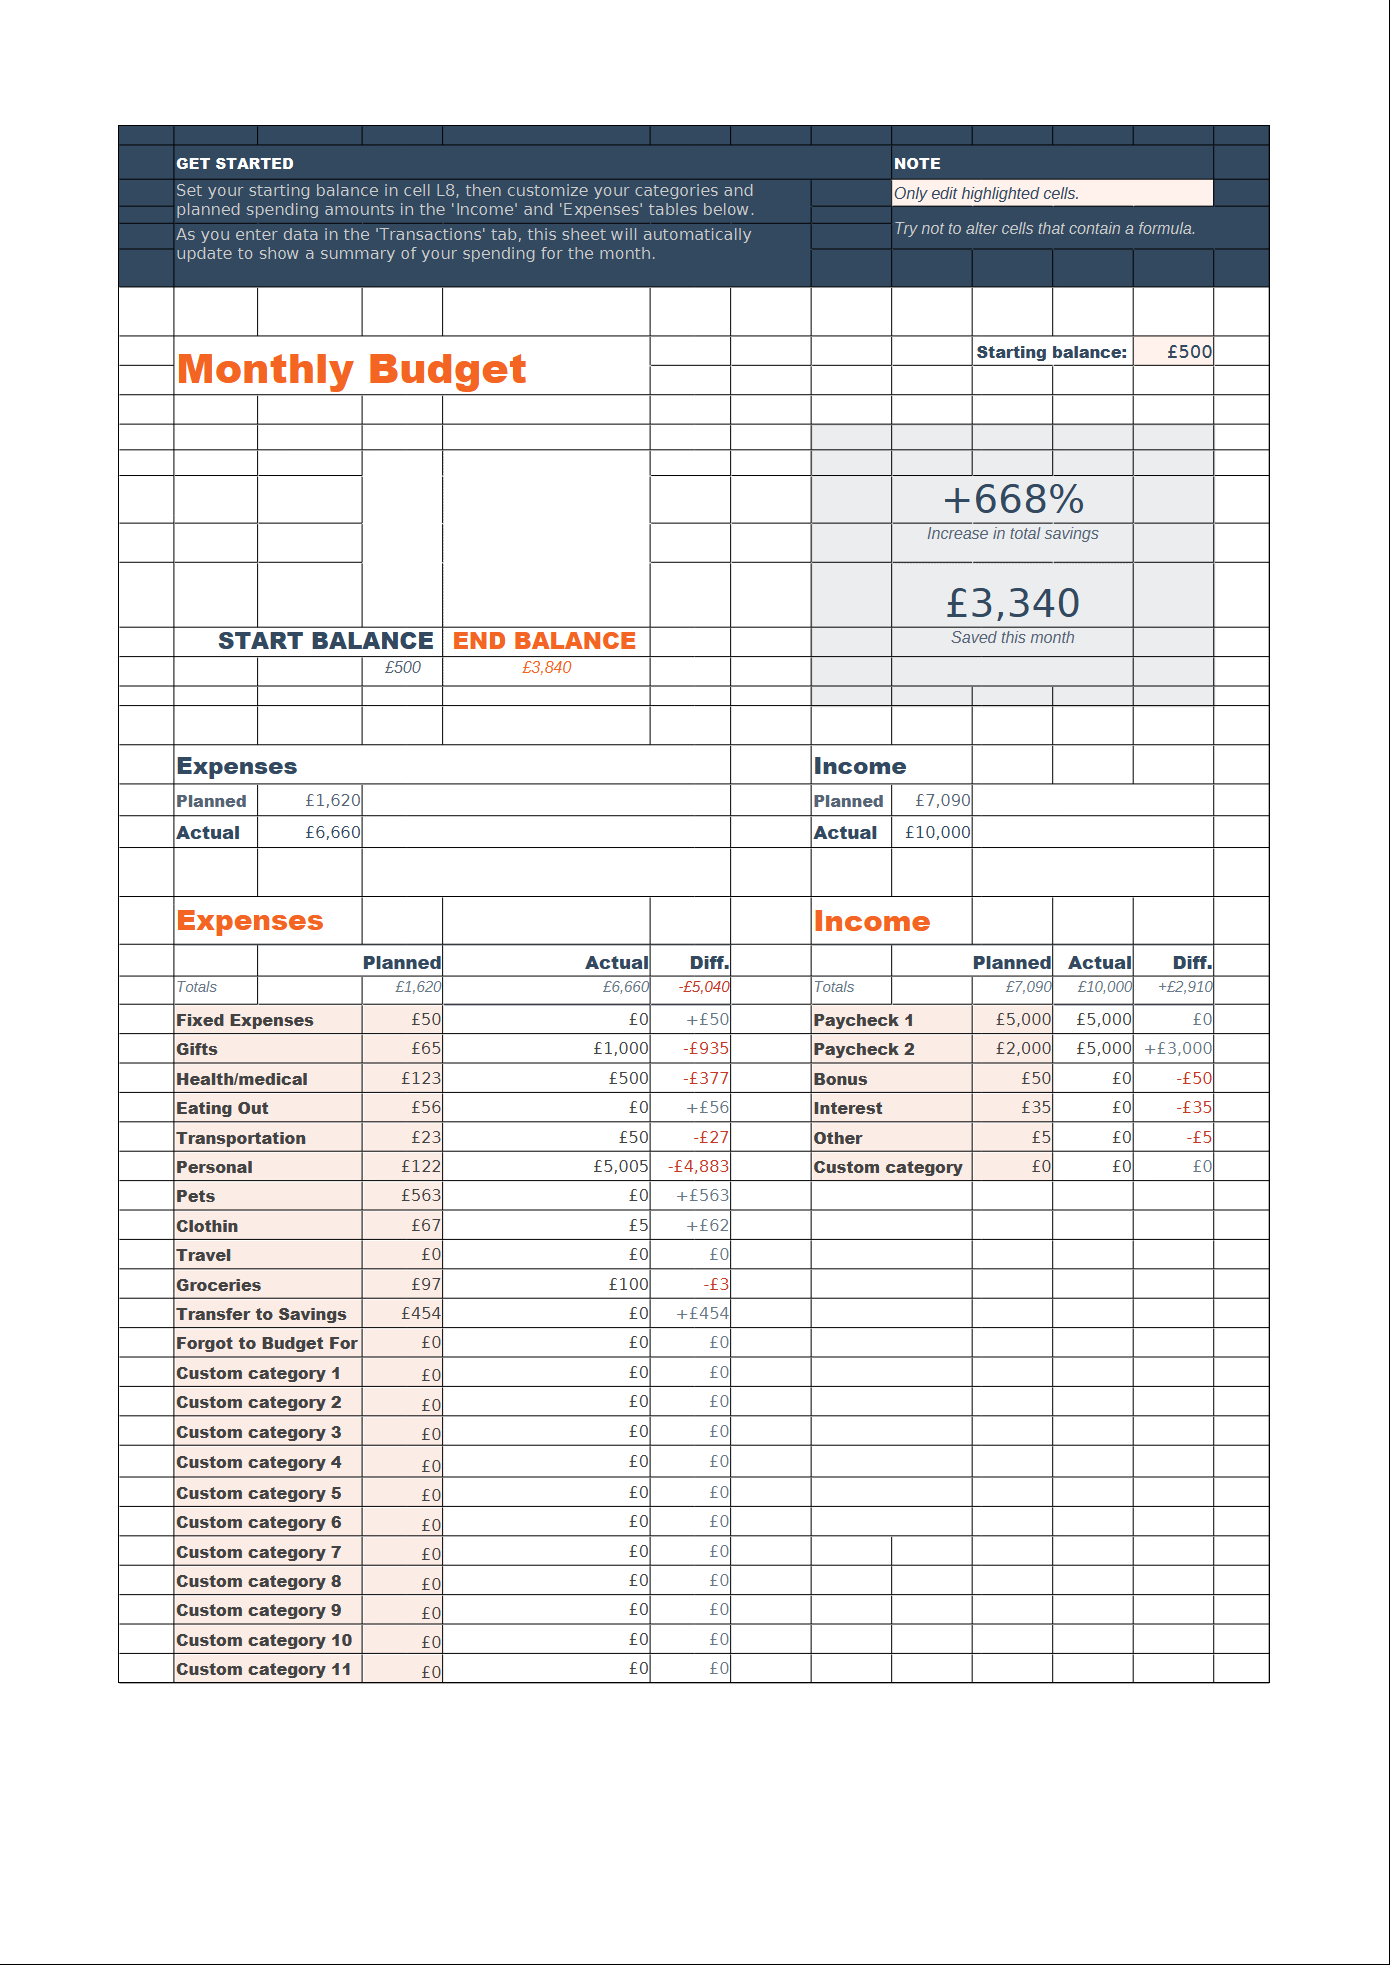 GET STARTED NOTE
Set your starting balance in cell L8, then customize your categories and Only edit highlighted cells.
planned spending amounts in the 'Income' and 'Expenses' tables below.
As you enter data in the 'Transactions' tab, this sheet will automatically Try not to alter cells that contain a formula.
update to show a summary of your spending for the month.
Monthly Budget Starting balance: £500
+668%
Increase in total savings
£3,340
START BALANCE END BALANCE Saved this month
£500 £3,840
Expenses Income
Planned £1,620 Planned £7,090
Actual £6,660 Actual £10,000
Expenses Income
Planned Actual Diff. Planned Actual Diff.
Totals £1,620 £6,660 -£5,040 Totals £7,090 £10,000 +£2,910
Fixed Expenses £50 £0 +£50 Paycheck 1 £5,000 £5,000 £0
Gifts £65 £1,000 -£935 Paycheck 2 £2,000 £5,000 +£3,000
Health/medical £123 £500 -£377 Bonus £50 £0 -£50
Eating Out £56 £0 +£56 Interest £35 £0 -£35
Transportation £23 £50 -£27 Other £5 £0 -£5
Personal £122 £5,005 -£4,883 Custom category £0 £0 £0
Pets £563 £0 +£563
Clothin £67 £5 +£62
Travel £0 £0 £0
Groceries £97 £100 -£3
Transfer to Savings £454 £0 +£454
Forgot to Budget For £0 £0 £0
Custom category 1 £0 £0 £0
Custom category 2 £0 £0 £0
Custom category 3 £0 £0 £0
Custom category 4 £0 £0 £0
Custom category 5 £0 £0 £0
Custom category 6 £0 £0 £0
Custom category 7 £0 £0 £0
Custom category 8 £0 £0 £0
Custom category 9 £0 £0 £0
Custom category 10 £0 £0 £0
Custom category 11 £0 £0 £0